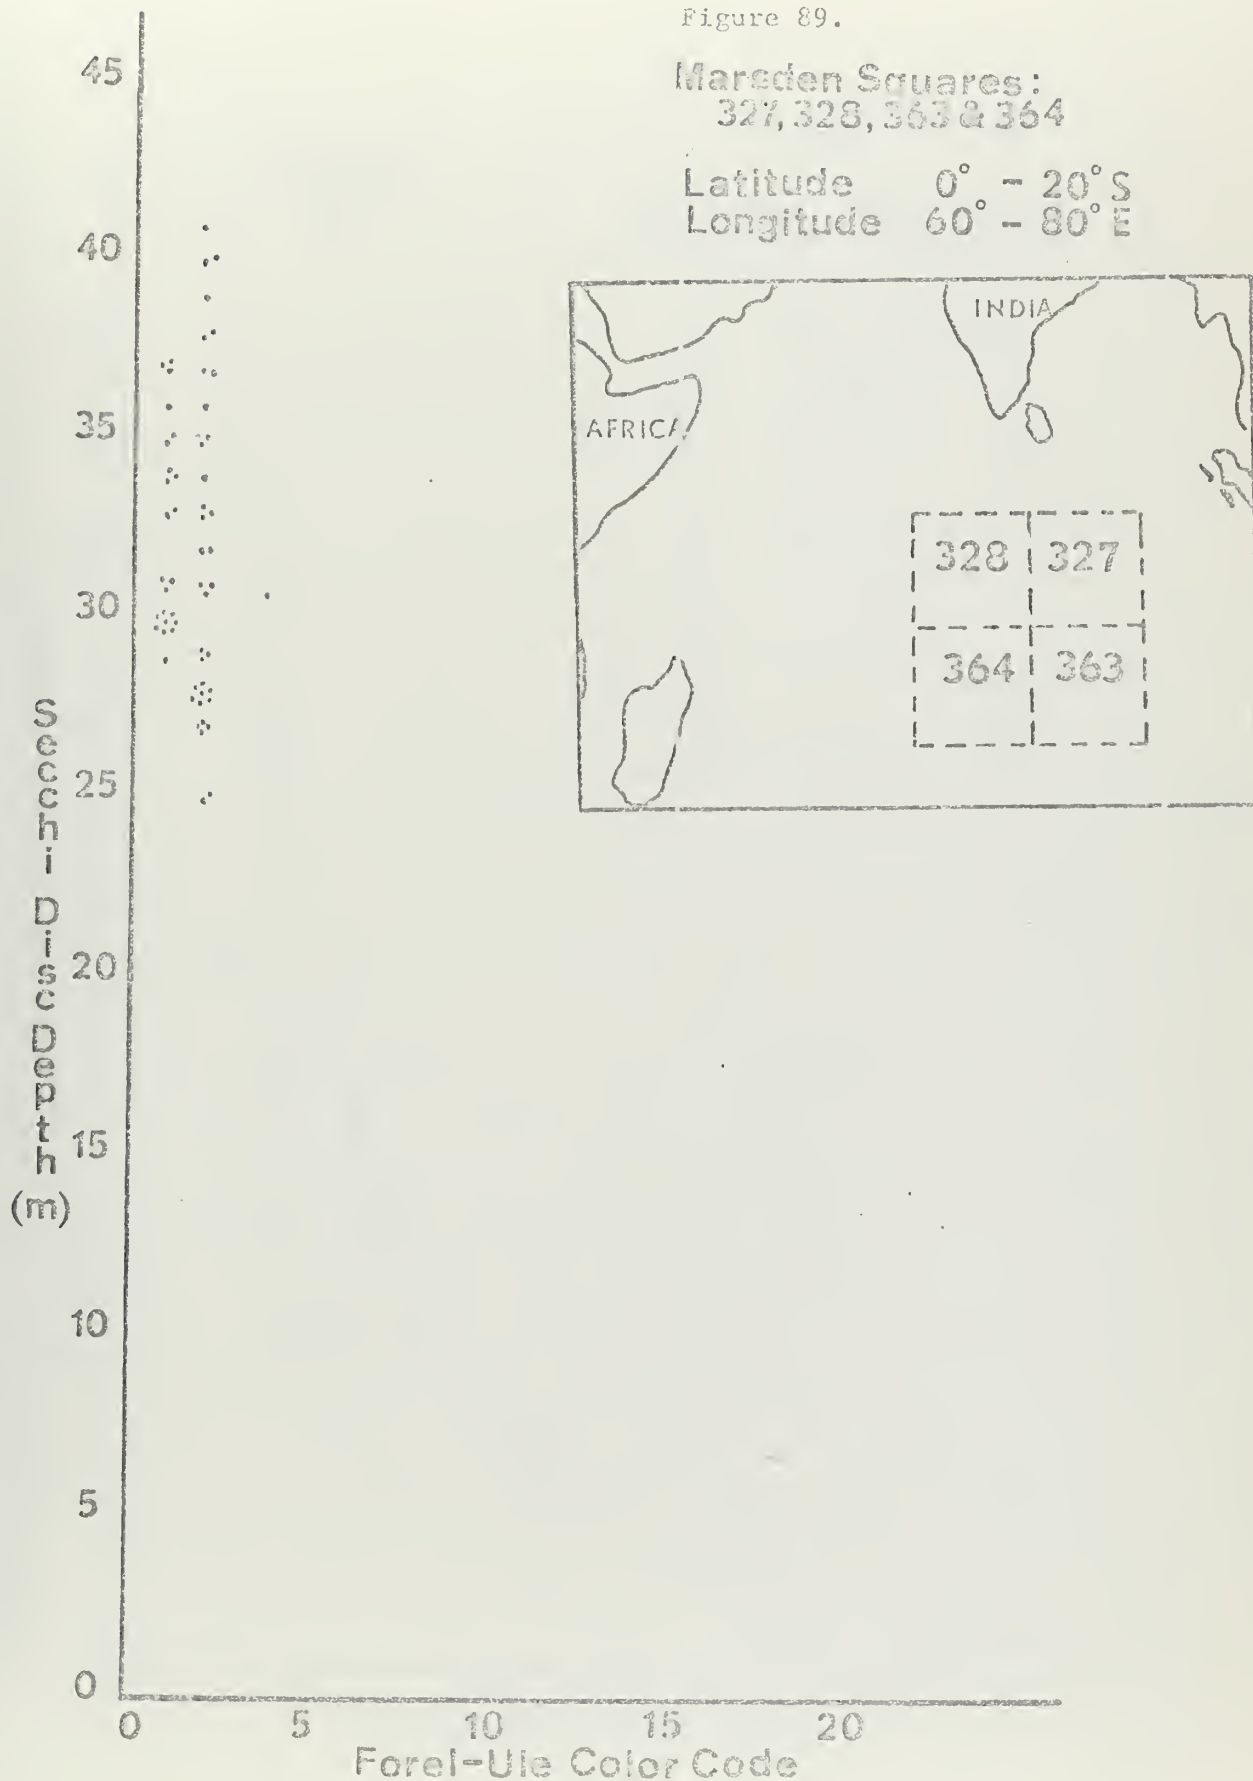 Figure 89.
Marsden Squares:
327, 328, 363 & 364
Latitude 0° - 20° S
Longitude 60° - 80° E
INDIA
AFRICA
328 327
364 363
45
40
35
30
25
20
15
10
5
0
Secchi Disc Depth
(m)
0 5 10 15 20
Forel-Ule Color Code